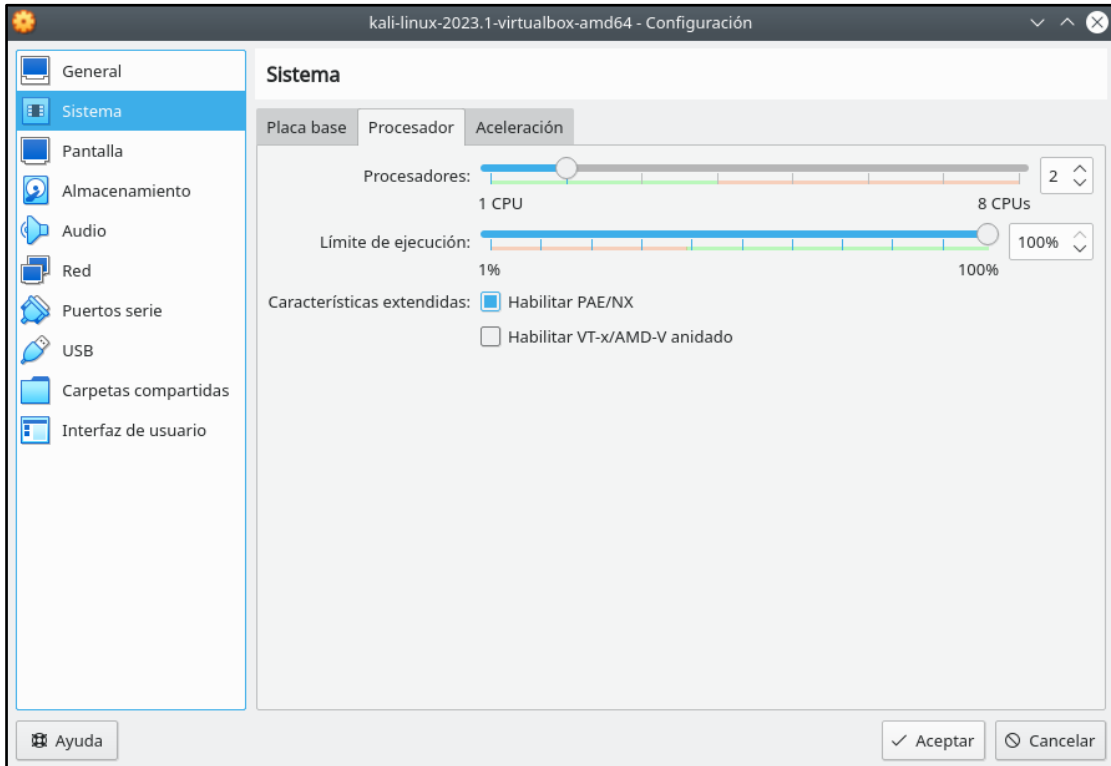 kali-linux-2023.1-virtualbox-amd64 - Configuración
General
Sistema
Pantalla
Almacenamiento
Audio
Red
Puertos serie
USB
Carpetas compartidas
Interfaz de usuario
Sistema
Placa base Procesador Aceleración
Procesadores: 2
1 CPU 8 CPUs
Límite de ejecución: 100%
1% 100%
Características extendidas: Habilitar PAE/NX
Habilitar VT-x/AMD-V anidado
Ayuda Aceptar Cancelar